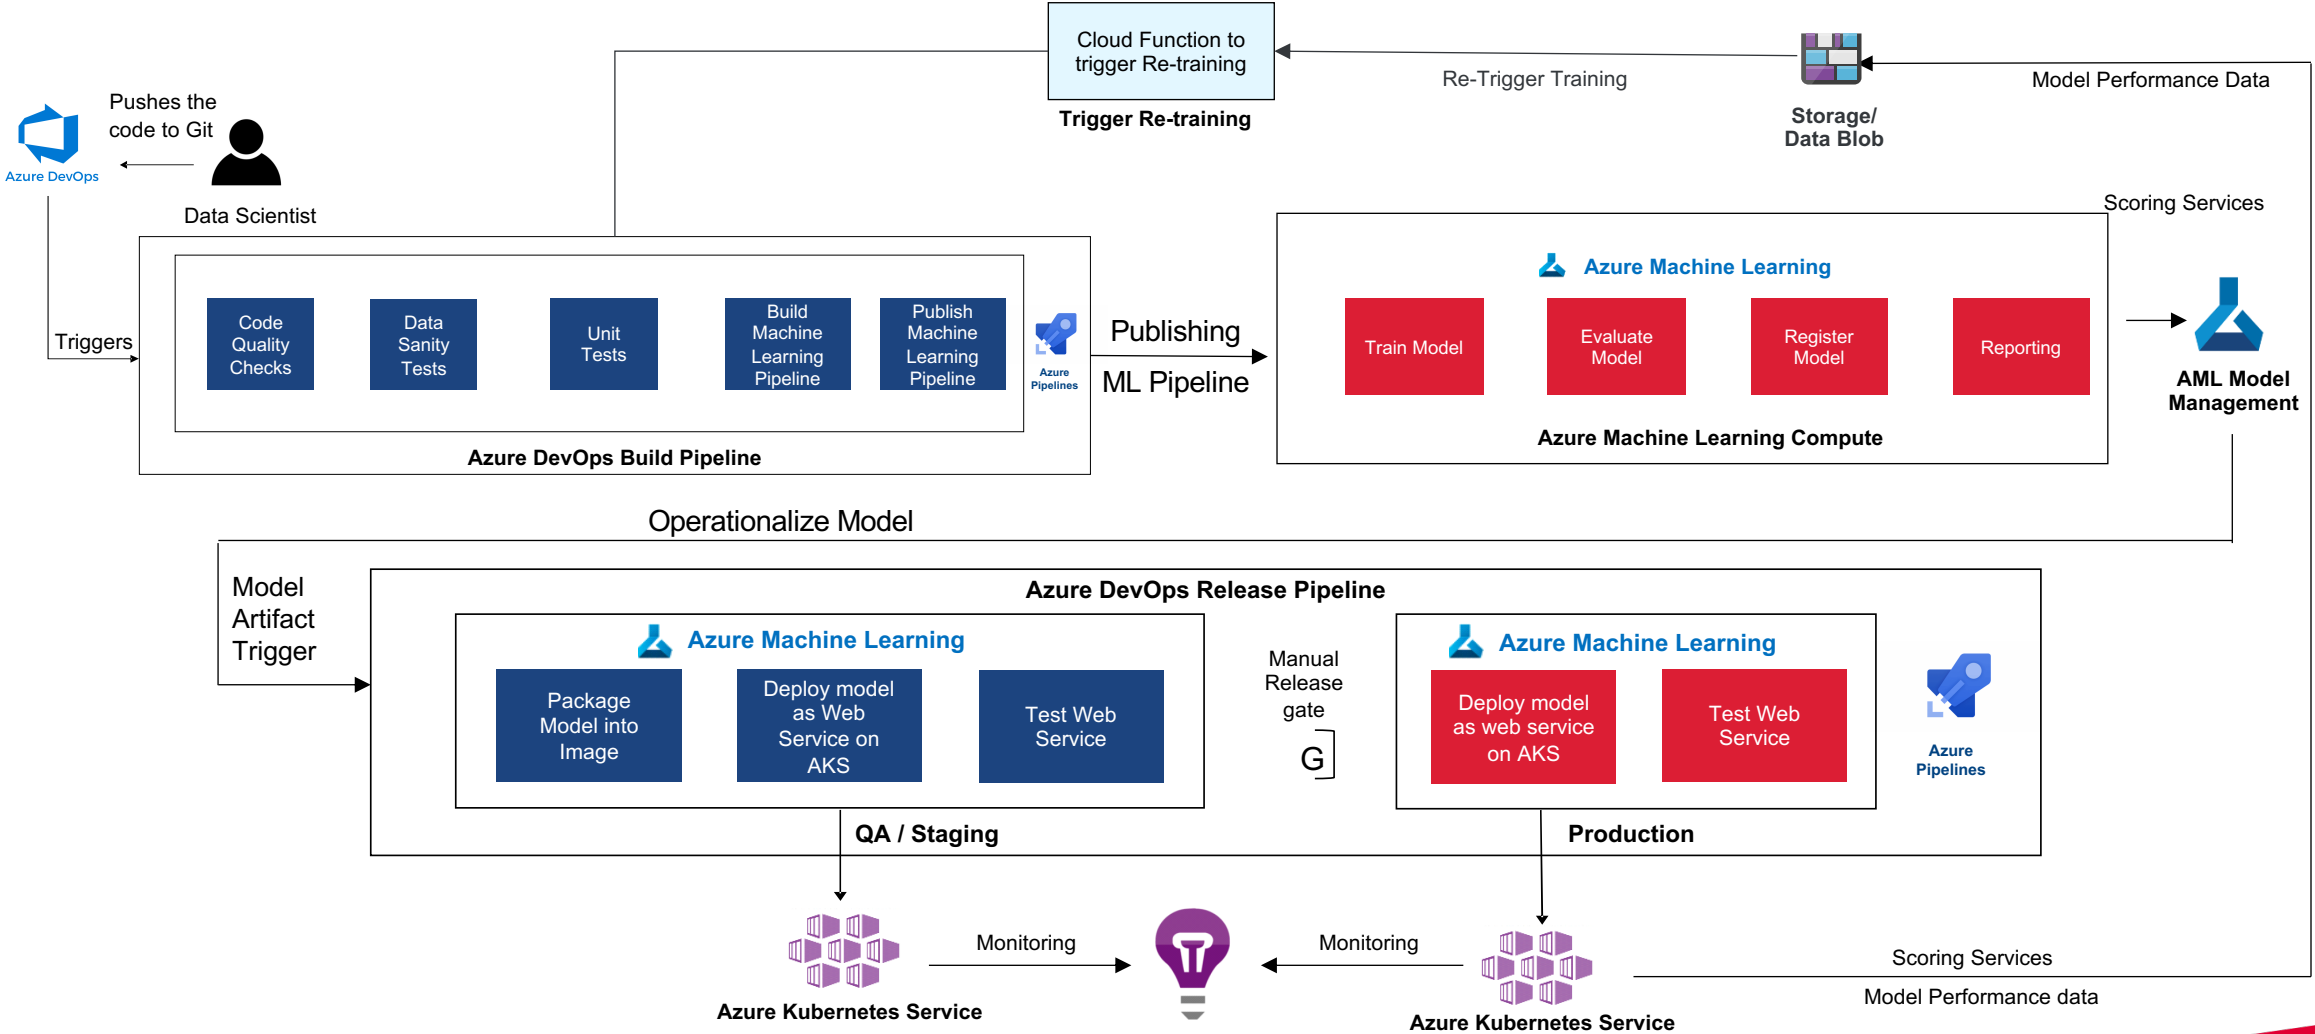 Cloud Function to
trigger Re-training
Trigger Re-training
Re-Trigger Training
Storage/
Data Blob
Model Performance Data
Pushes the
code to Git
Azure DevOps
Data Scientist
Scoring Services
Triggers
Code
Quality
Checks
Data
Sanity
Tests
Unit
Tests
Build
Machine
Learning
Pipeline
Publish
Machine
Learning
Pipeline
Azure
Pipelines
Azure DevOps Build Pipeline
Publishing
ML Pipeline
Azure Machine Learning
Train Model
Evaluate
Model
Register
Model
Reporting
Azure Machine Learning Compute
AML Model
Management
Operationalize Model
Model
Artifact
Trigger
Azure DevOps Release Pipeline
Azure Machine Learning
Package
Model into
Image
Deploy model
as Web
Service on
AKS
Test Web
Service
QA / Staging
Manual
Release
gate
G
Azure Machine Learning
Deploy model
as web service
on AKS
Test Web
Service
Production
Azure
Pipelines
Azure Kubernetes Service
Monitoring
Monitoring
Azure Kubernetes Service
Scoring Services
Model Performance data